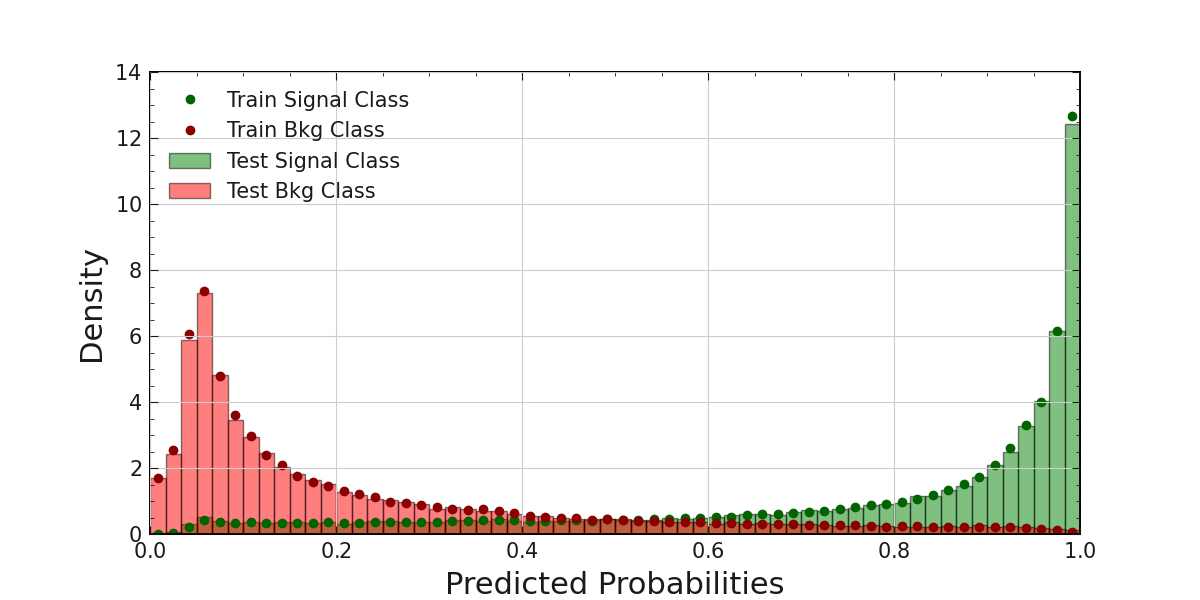 14
12
10
8
6
4
2
0
Density
Train Signal Class
Train Bkg Class
Test Signal Class
Test Bkg Class
0.0 0.2 0.4 0.6 0.8 1.0
Predicted Probabilities